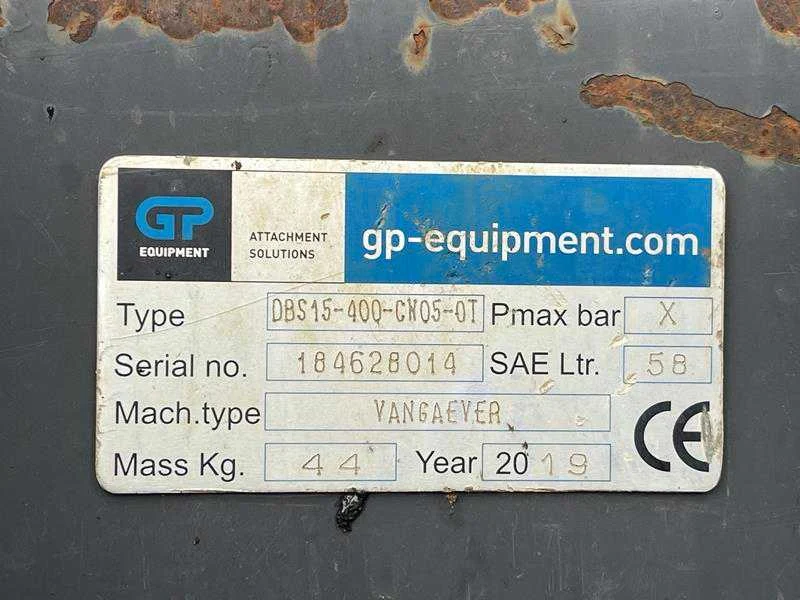 GP
EQUIPMENT
ATTACHMENT
SOLUTIONS
gp-equipment.com
Type DBS15-400-CW05-0T Pmax bar X
Serial no. 184628014 SAE Ltr. 58
Mach.type VANGAEVER
Mass Kg. 44 Year 2019
CE